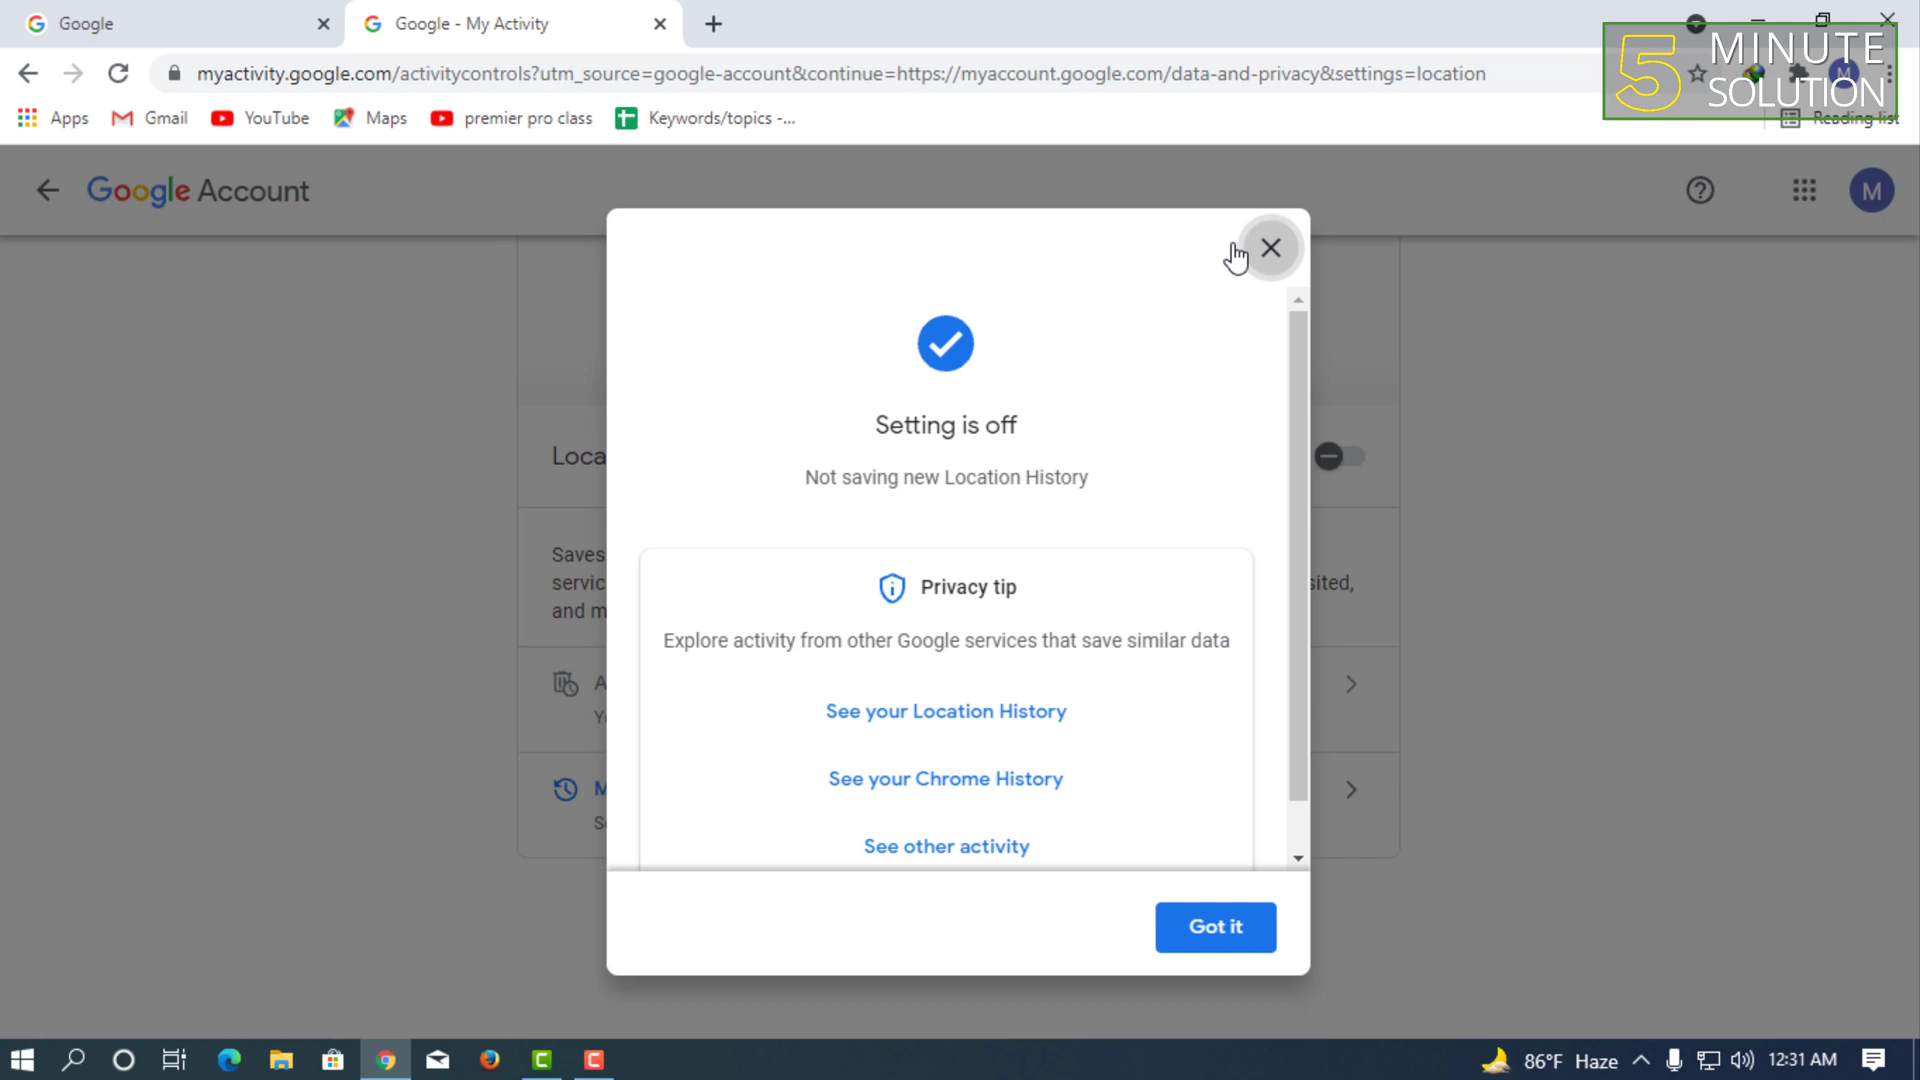 Google
Google - My Activity
myactivity.google.com/activitycontrols?utm_source=google-account&continue=https://myaccount.google.com/data-and-privacy&settings=location
5 MINUTE
SOLUTION
Apps
Gmail
YouTube
Maps
premier pro class
Keywords/topics -...
Reading list
Google Account
M
Setting is off
Loca
Not saving new Location History
Saves
servic
sited,
and m
Privacy tip
Explore activity from other Google services that save similar data
A
Yo
See your Location History
See your Chrome History
M
Se
See other activity
Got it
86°F Haze
12:31 AM